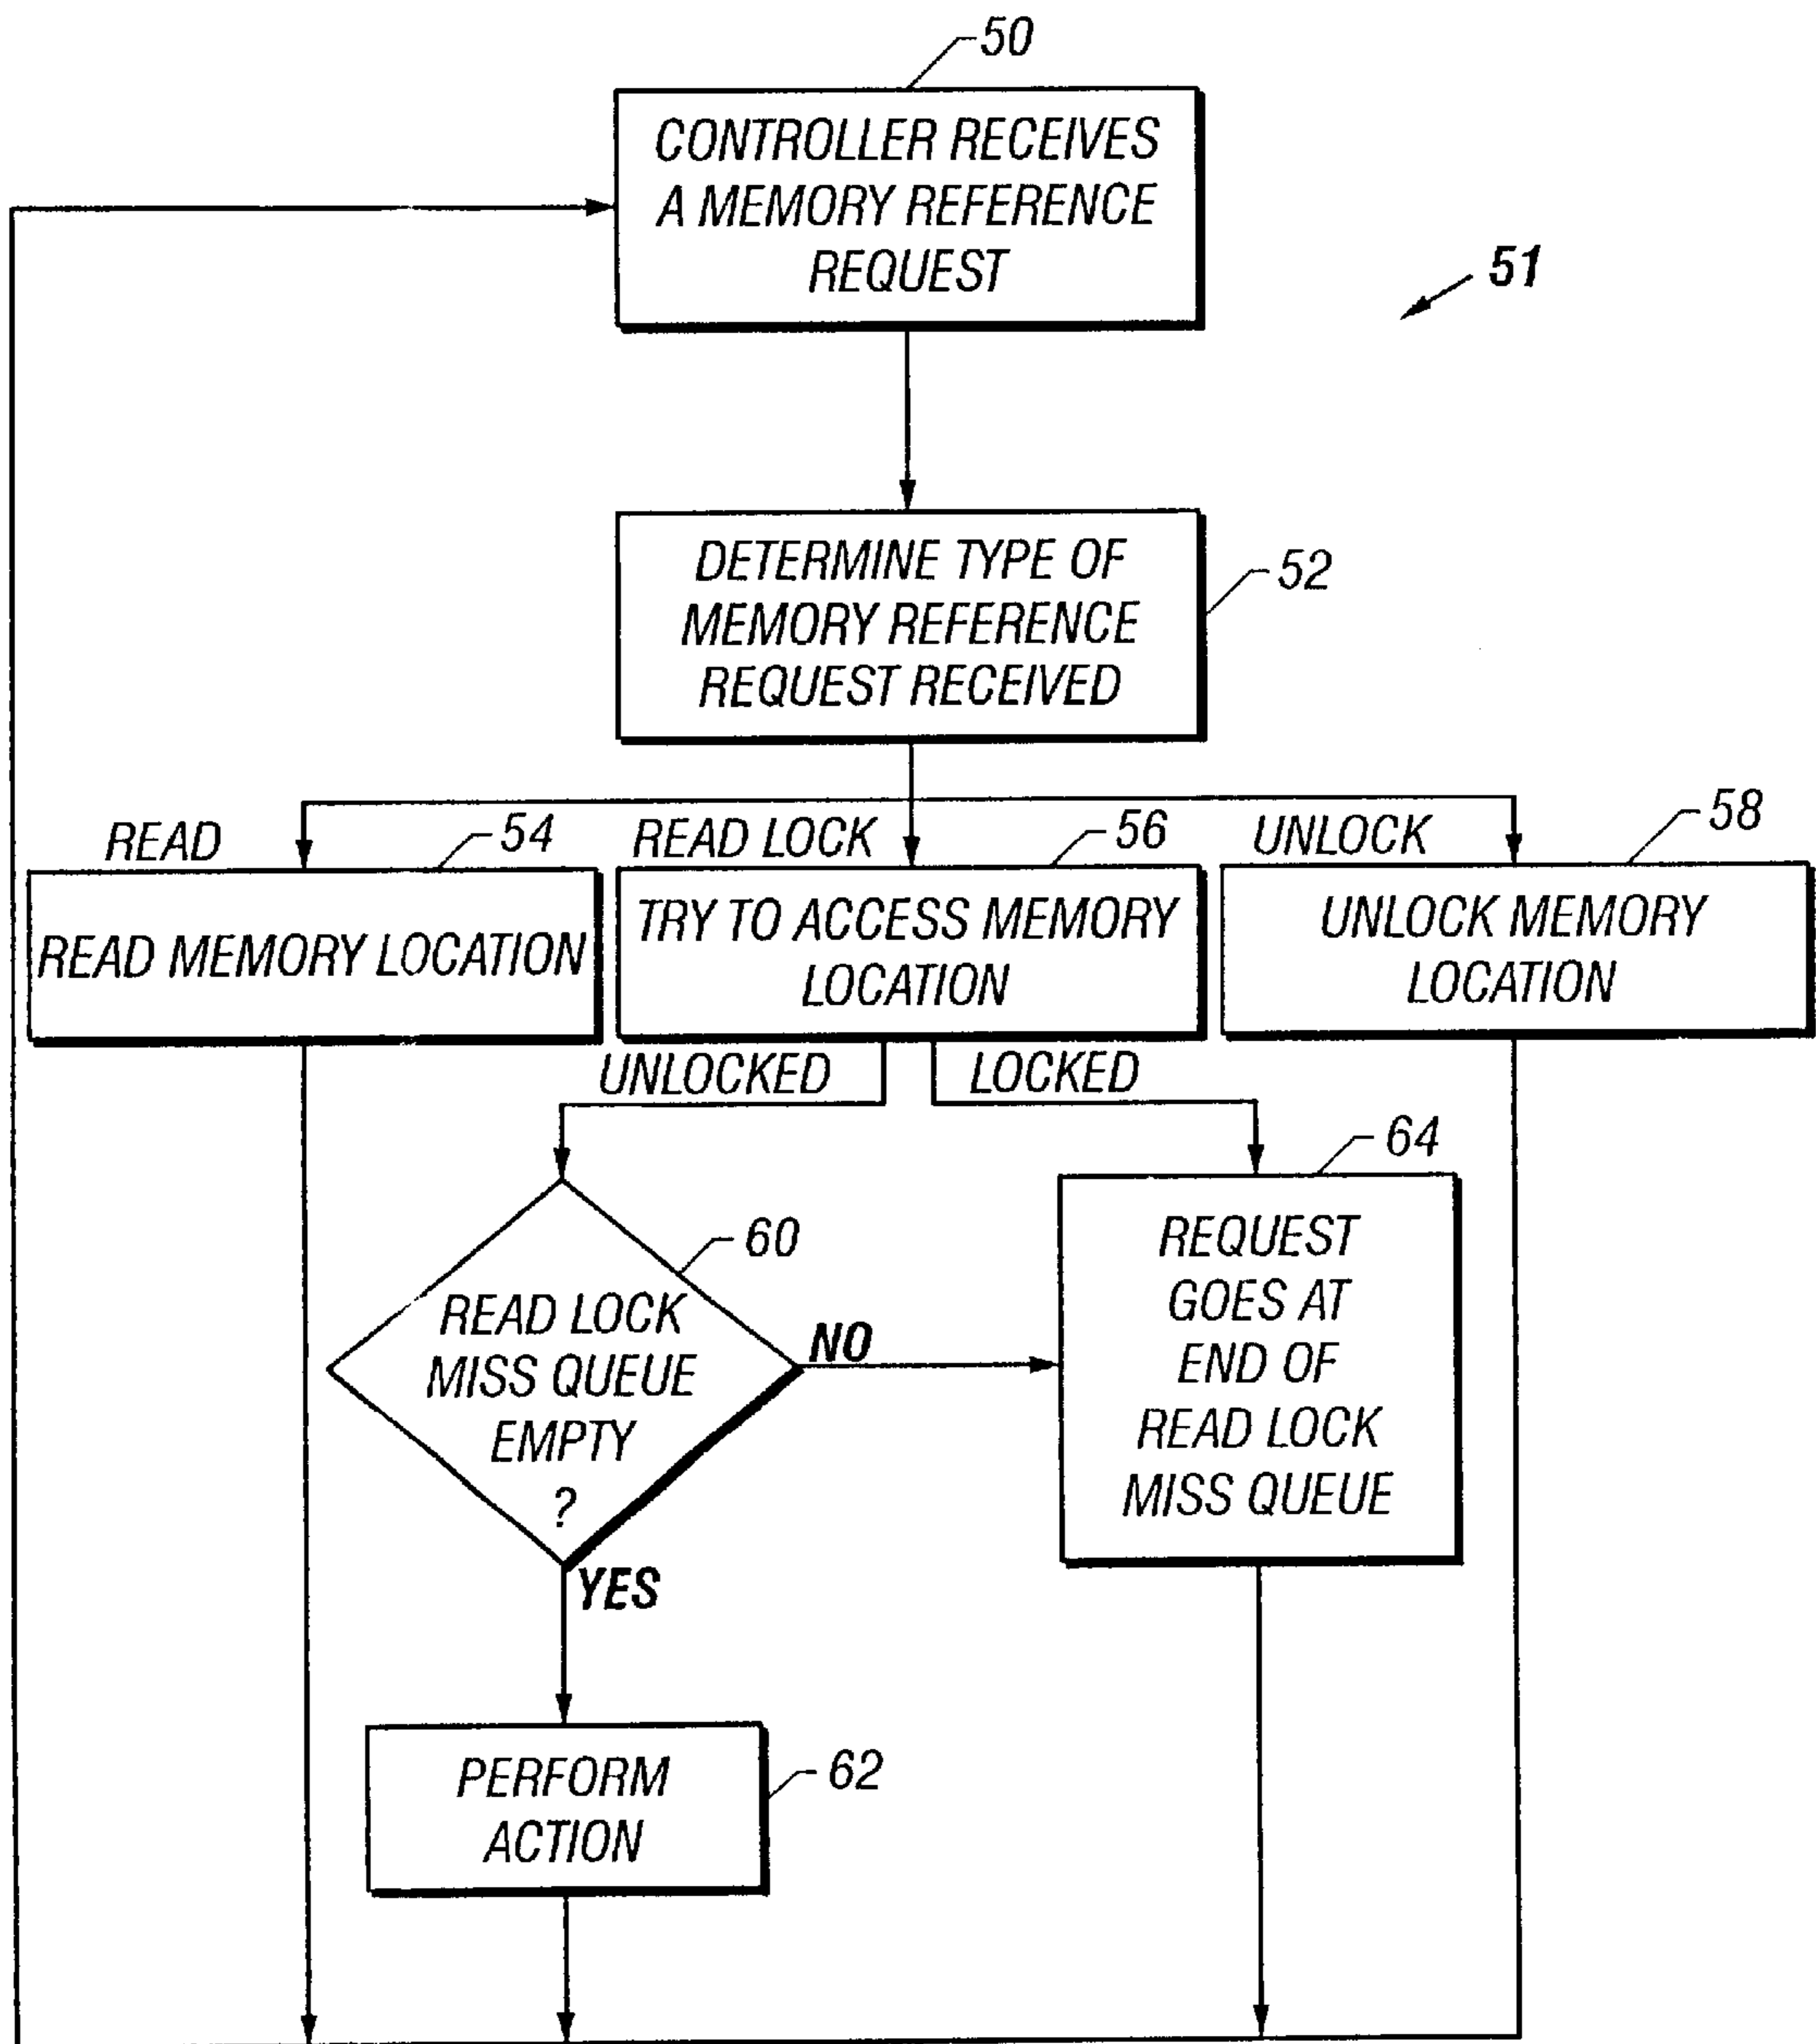 50
CONTROLLER RECEIVES
A MEMORY REFERENCE
REQUEST
51
DETERMINE TYPE OF
MEMORY REFERENCE
REQUEST RECEIVED
52
READ
54
READ LOCK
56
UNLOCK
58
READ MEMORY LOCATION
TRY TO ACCESS MEMORY
LOCATION
UNLOCK MEMORY
LOCATION
UNLOCKED
LOCKED
60
READ LOCK
MISS QUEUE
EMPTY
?
NO
YES
64
REQUEST
GOES AT
END OF
READ LOCK
MISS QUEUE
PERFORM
ACTION
62